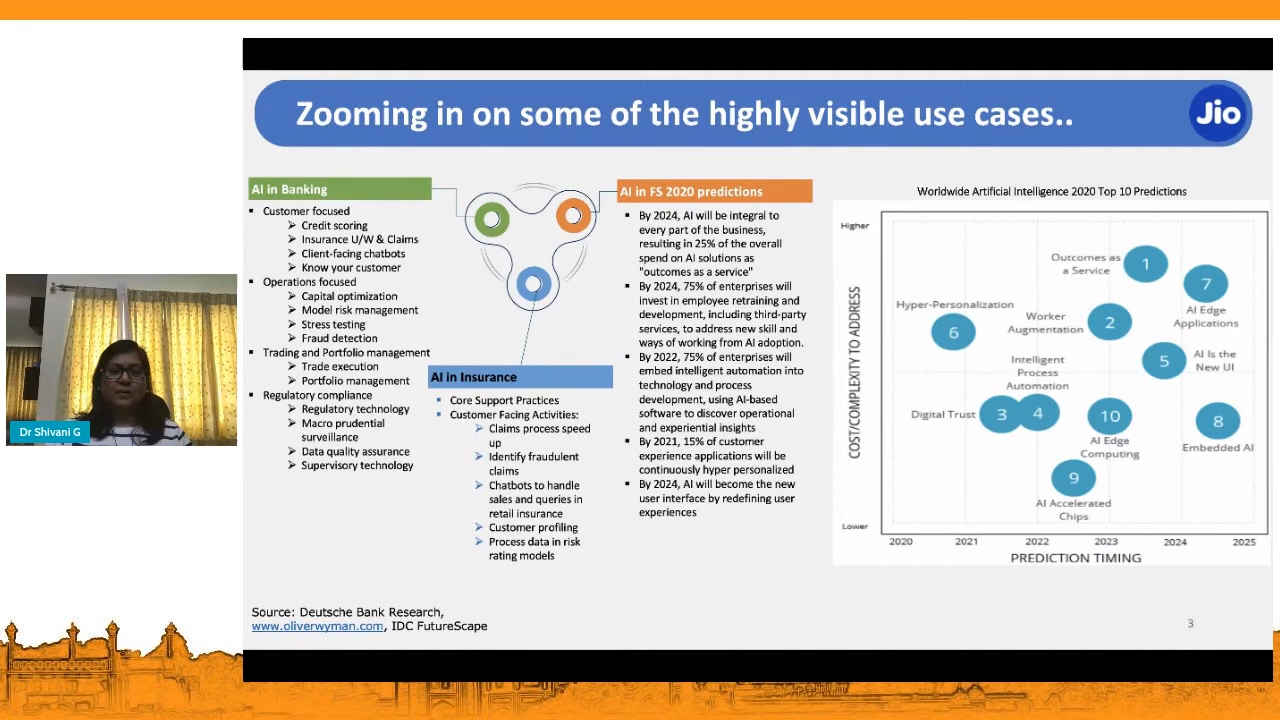 Zooming in on some of the highly visible use cases..
Jio
AI in Banking
Customer focused
Credit scoring
Insurance U/W & Claims
Client-facing chatbots
Know your customer
Operations focused
Capital optimization
Model risk management
Stress testing
Fraud detection
Trading and Portfolio management
Trade execution
Portfolio management
Regulatory compliance
Regulatory technology
Macro prudential
surveillance
Data quality assurance
Supervisory technology
AI in Insurance
Core Support Practices
Customer Facing Activities:
Claims process speed
up
Identify fraudulent
claims
Chatbots to handle
sales and queries in
retail insurance
Customer profiling
Process data in risk
rating models
AI in FS 2020 predictions
By 2024, AI will be integral to
every part of the business,
resulting in 25% of the overall
spend on AI solutions as
"outcomes as a service"
By 2024, 75% of enterprises will
invest in employee retraining and
development, including third-party
services, to address new skill and
ways of working from AI adoption.
By 2022, 75% of enterprises will
embed intelligent automation into
technology and process
development, using AI-based
software to discover operational
and experiential insights
By 2021, 15% of customer
experience applications will be
continuously hyper personalized
By 2024, AI will become the new
user interface by redefining user
experiences
Worldwide Artificial Intelligence 2020 Top 10 Predictions
Higher
COST/COMPLEXITY TO ADDRESS
Lower
Outcomes as
a Service
1
7
AI Edge
Applications
Hyper-Personalization
6
Worker
Augmentation
2
5
AI Is the
New UI
Intelligent
Process
Automation
Digital Trust
3
4
10
AI Edge
Computing
8
Embedded AI
9
AI Accelerated
Chips
2020
2021
2022
2023
2024
2025
PREDICTION TIMING
Dr Shivani G
Source: Deutsche Bank Research,
www.oliverwyman.com, IDC FutureScape
3